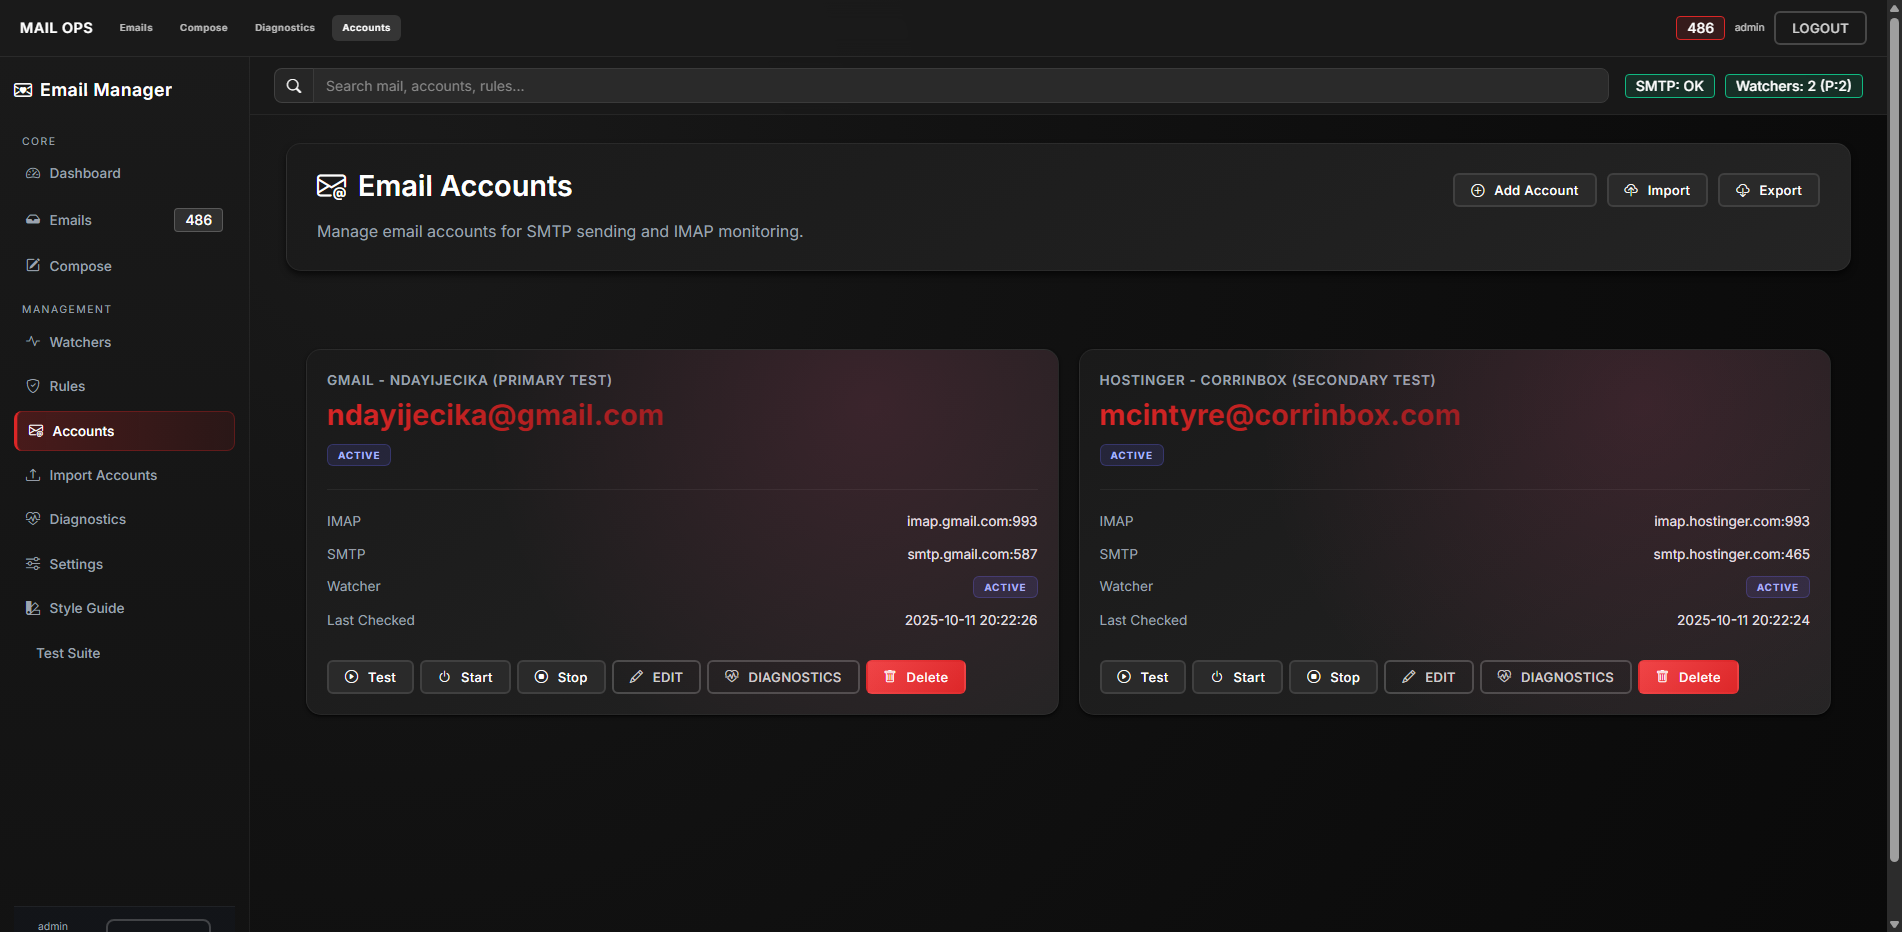 MAIL OPS Emails Compose Diagnostics Accounts 486 admin LOGOUT
Email Manager
Search mail, accounts, rules... SMTP: OK Watchers: 2 (P:2)
CORE
Dashboard
Emails 486
Compose
MANAGEMENT
Watchers
Rules
Accounts
Import Accounts
Diagnostics
Settings
Style Guide
Test Suite
admin
Email Accounts
Manage email accounts for SMTP sending and IMAP monitoring.
Add Account Import Export
GMAIL - NDAYIJECIKA (PRIMARY TEST)
ndayijecika@gmail.com
ACTIVE
IMAP imap.gmail.com:993
SMTP smtp.gmail.com:587
Watcher ACTIVE
Last Checked 2025-10-11 20:22:26
Test Start Stop EDIT DIAGNOSTICS Delete
HOSTINGER - CORRINBOX (SECONDARY TEST)
mcintyre@corrinbox.com
ACTIVE
IMAP imap.hostinger.com:993
SMTP smtp.hostinger.com:465
Watcher ACTIVE
Last Checked 2025-10-11 20:22:24
Test Start Stop EDIT DIAGNOSTICS Delete